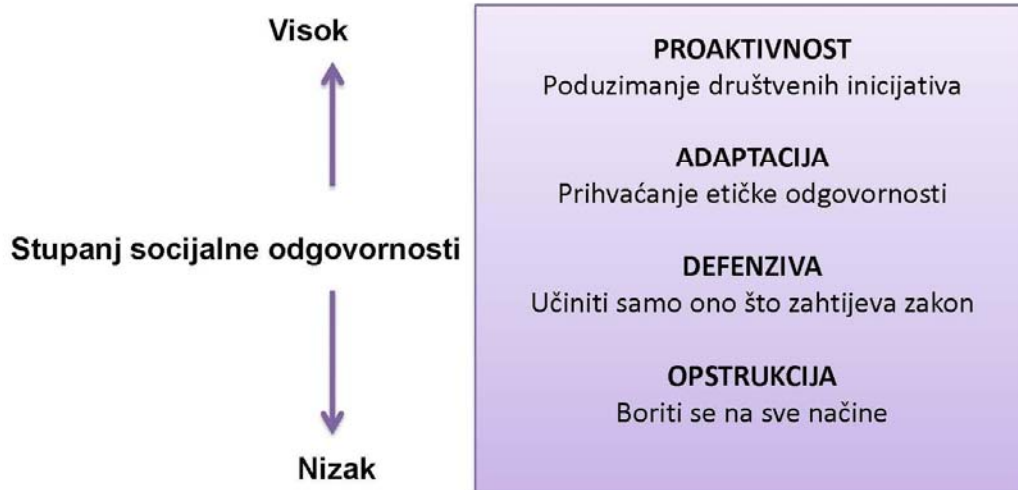 Visok
Stupanj socijalne odgovornosti
Nizak
PROAKTIVNOST
Poduzimanje društvenih inicijativa
ADAPTACIJA
Prihvaćanje etičke odgovornosti
DEFENZIVA
Učiniti samo ono što zahtijeva zakon
OPSTRUKCIJA
Boriti se na sve načine